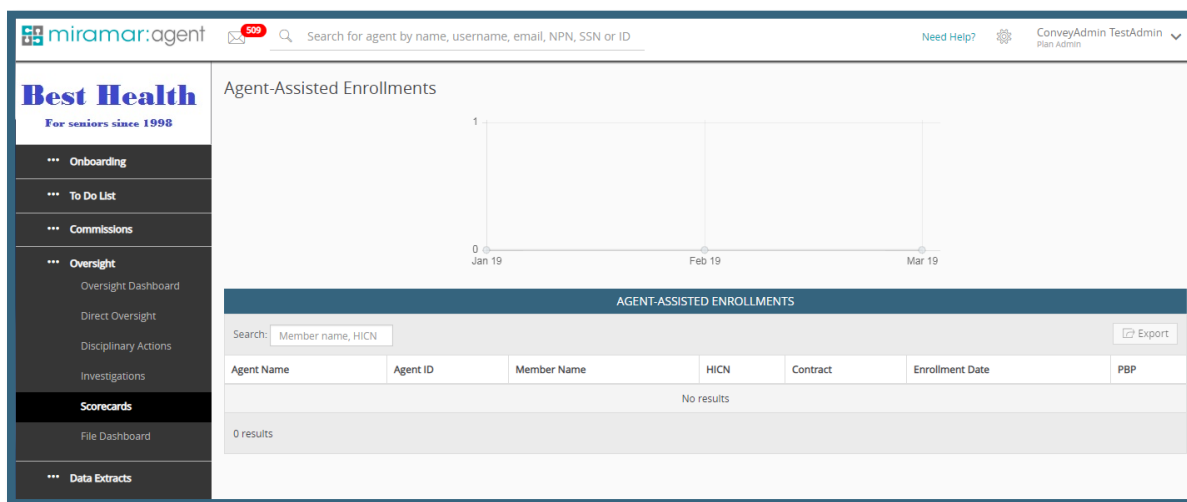 miramar:agent
509
Search for agent by name, username, email, NPN, SSN or ID
Need Help?
ConveyAdmin TestAdmin
Plan Admin
Best Health
For seniors since 1998
Onboarding
To Do List
Commissions
Oversight
Oversight Dashboard
Direct Oversight
Disciplinary Actions
Investigations
Scorecards
File Dashboard
Data Extracts
Agent-Assisted Enrollments
1
0
Jan 19 Feb 19 Mar 19
AGENT-ASSISTED ENROLLMENTS
Search: Member name, HICN Export
Agent Name Agent ID Member Name HICN Contract Enrollment Date PBP
No results
0 results